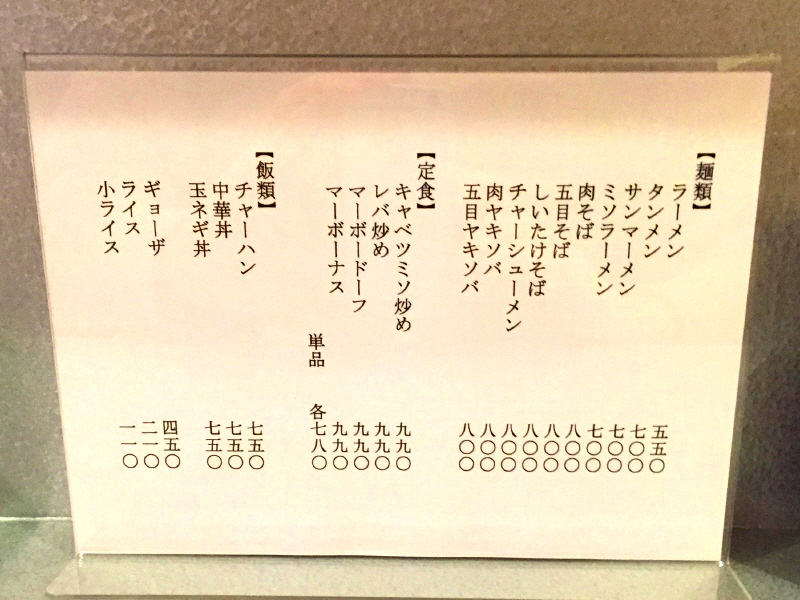 【麺類】
ラーメン 五五〇
タンメン 七〇〇
サンマーメン 七〇〇
ミソラーメン 七〇〇
肉そば 八〇〇
五目そば 八〇〇
しいたけそば 八〇〇
チャーシューメン 八〇〇
肉ヤキソバ 八〇〇
五目ヤキソバ 八〇〇
【定食】
キャベツミソ炒め 九九〇
レバ炒め 九九〇
マーボードーフ 九九〇
マーボーナス 九九〇
単品 各七八〇
【飯類】
チャーハン 七五〇
中華丼 七五〇
玉ネギ丼 七五〇
ギョーザ 四五〇
ライス 二一〇
小ライス 一一〇